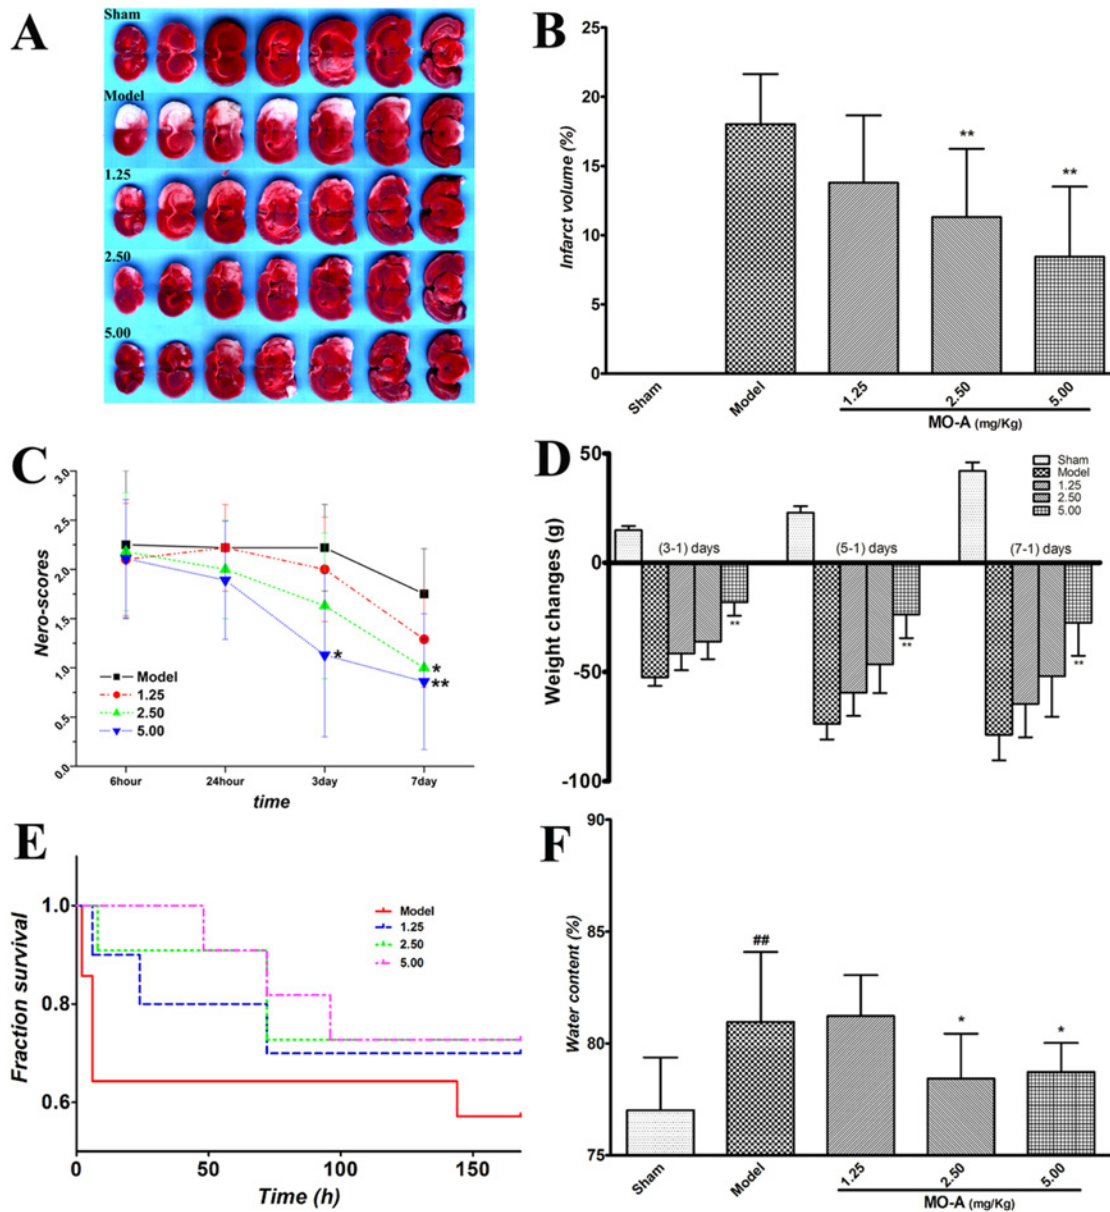 A
Sham
Model
1.25
2.50
5.00
B
Infarct volume (%)
25
20
15
10
5
0
**
**
Sham
Model
1.25
2.50
5.00
MO-A (mg/Kg)
C
Nero-scores
3.0
2.5
2.0
1.5
1.0
0.5
0.0
*
*
**
Model
1.25
2.50
5.00
6hour
24hour
3day
7day
time
D
Weight changes (g)
50
0
-50
-100
Sham
Model
1.25
2.50
5.00
(3-1) days
(5-1) days
(7-1) days
**
**
**
E
Fraction survival
1.0
0.8
0.6
Model
1.25
2.50
5.00
0
50
100
150
Time (h)
F
Water content (%)
90
85
80
75
##
*
*
Sham
Model
1.25
2.50
5.00
MO-A (mg/Kg)